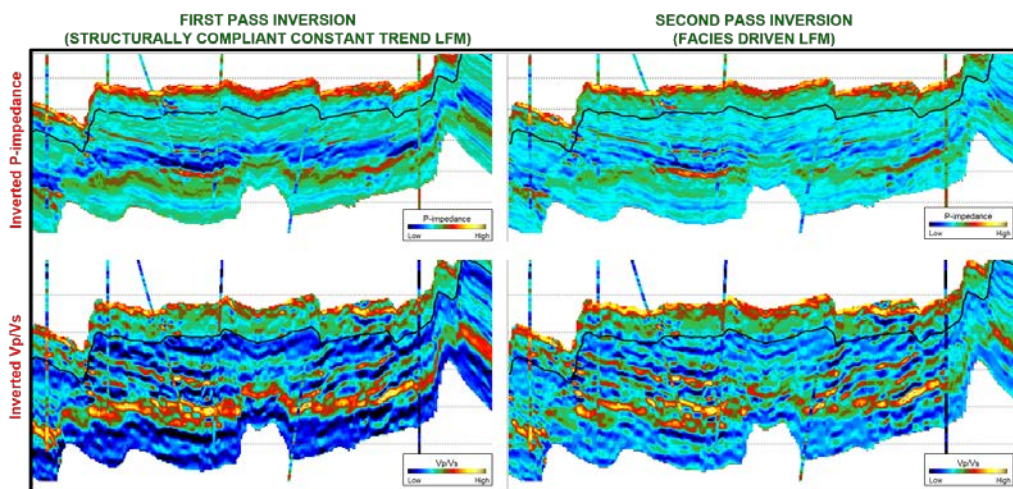 FIRST PASS INVERSION
(STRUCTURALLY COMPLIANT CONSTANT TREND LFM)
SECOND PASS INVERSION
(FACIES DRIVEN LFM)
Inverted P-impedance
P-impedance
Low High
P-impedance
Low High
Inverted Vp/Vs
Vp/Vs
Low High
Vp/Vs
Low High